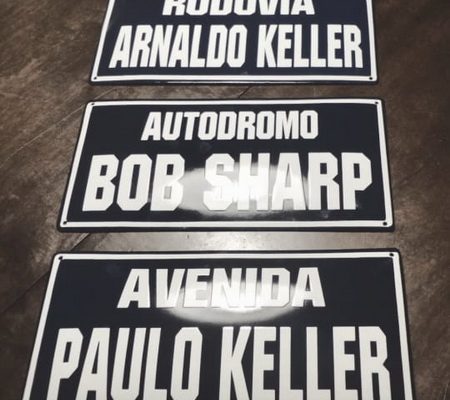 RODOVIA
ARNALDO KELLER
AUTODROMO
BOB SHARP
AVENIDA
PAULO KELLER